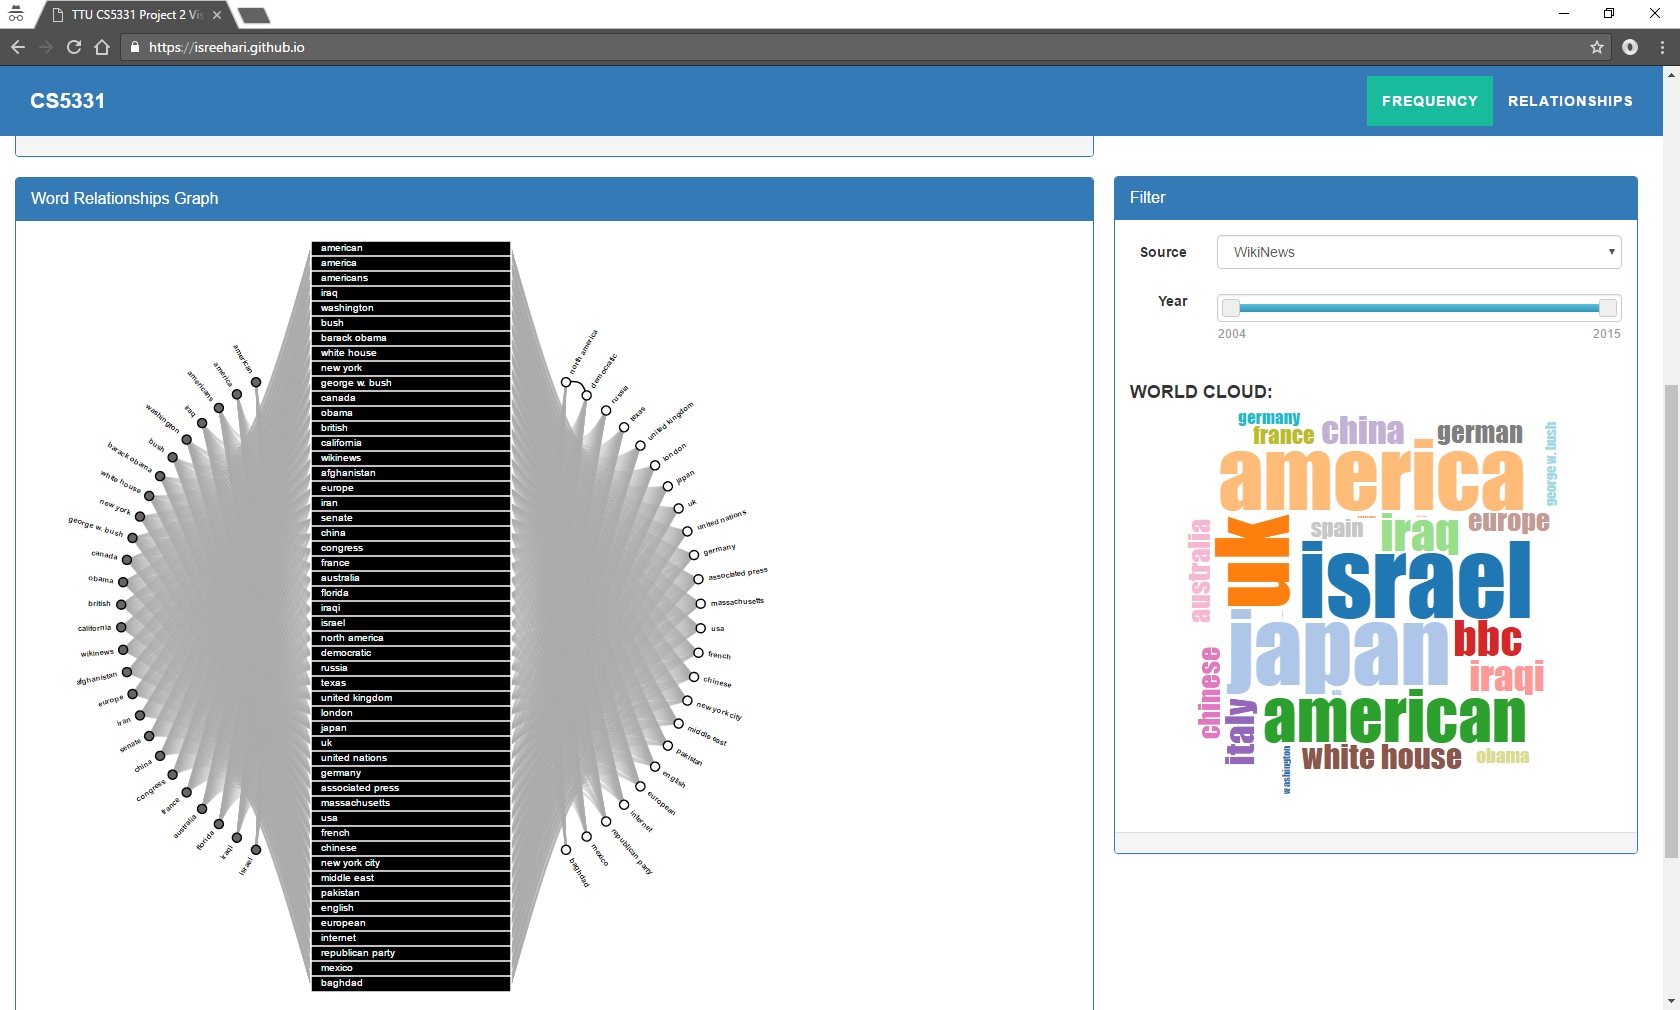 TTU CS5331 Project 2 Vis
https://isreehari.github.io
CS5331
FREQUENCY
RELATIONSHIPS
Word Relationships Graph
american
america
americans
iraq
washington
bush
barack obama
white house
new york
george w. bush
canada
obama
british
california
wikinews
afghanistan
europe
iran
senate
china
congress
france
australia
florida
iraqi
israel
american
america
americans
iraq
washington
bush
barack obama
white house
new york
george w. bush
canada
obama
british
california
wikinews
afghanistan
europe
iran
senate
china
congress
france
australia
florida
iraqi
israel
north america
democratic
russia
texas
united kingdom
london
japan
uk
united nations
germany
associated press
massachusetts
usa
french
chinese
new york city
middle east
pakistan
english
european
internet
republican party
mexico
baghdad
north america
democratic
russia
texas
united kingdom
london
japan
uk
united nations
germany
associated press
massachusetts
usa
french
chinese
new york city
middle east
pakistan
english
european
internet
republican party
mexico
baghdad
Filter
Source
WikiNews
Year
2004
2015
WORLD CLOUD:
germany
france
china
german
george w. bush
america
australia
uk
spain
iraq
europe
israel
japan
bbc
iraqi
chinese
italy
american
washington
white house
obama